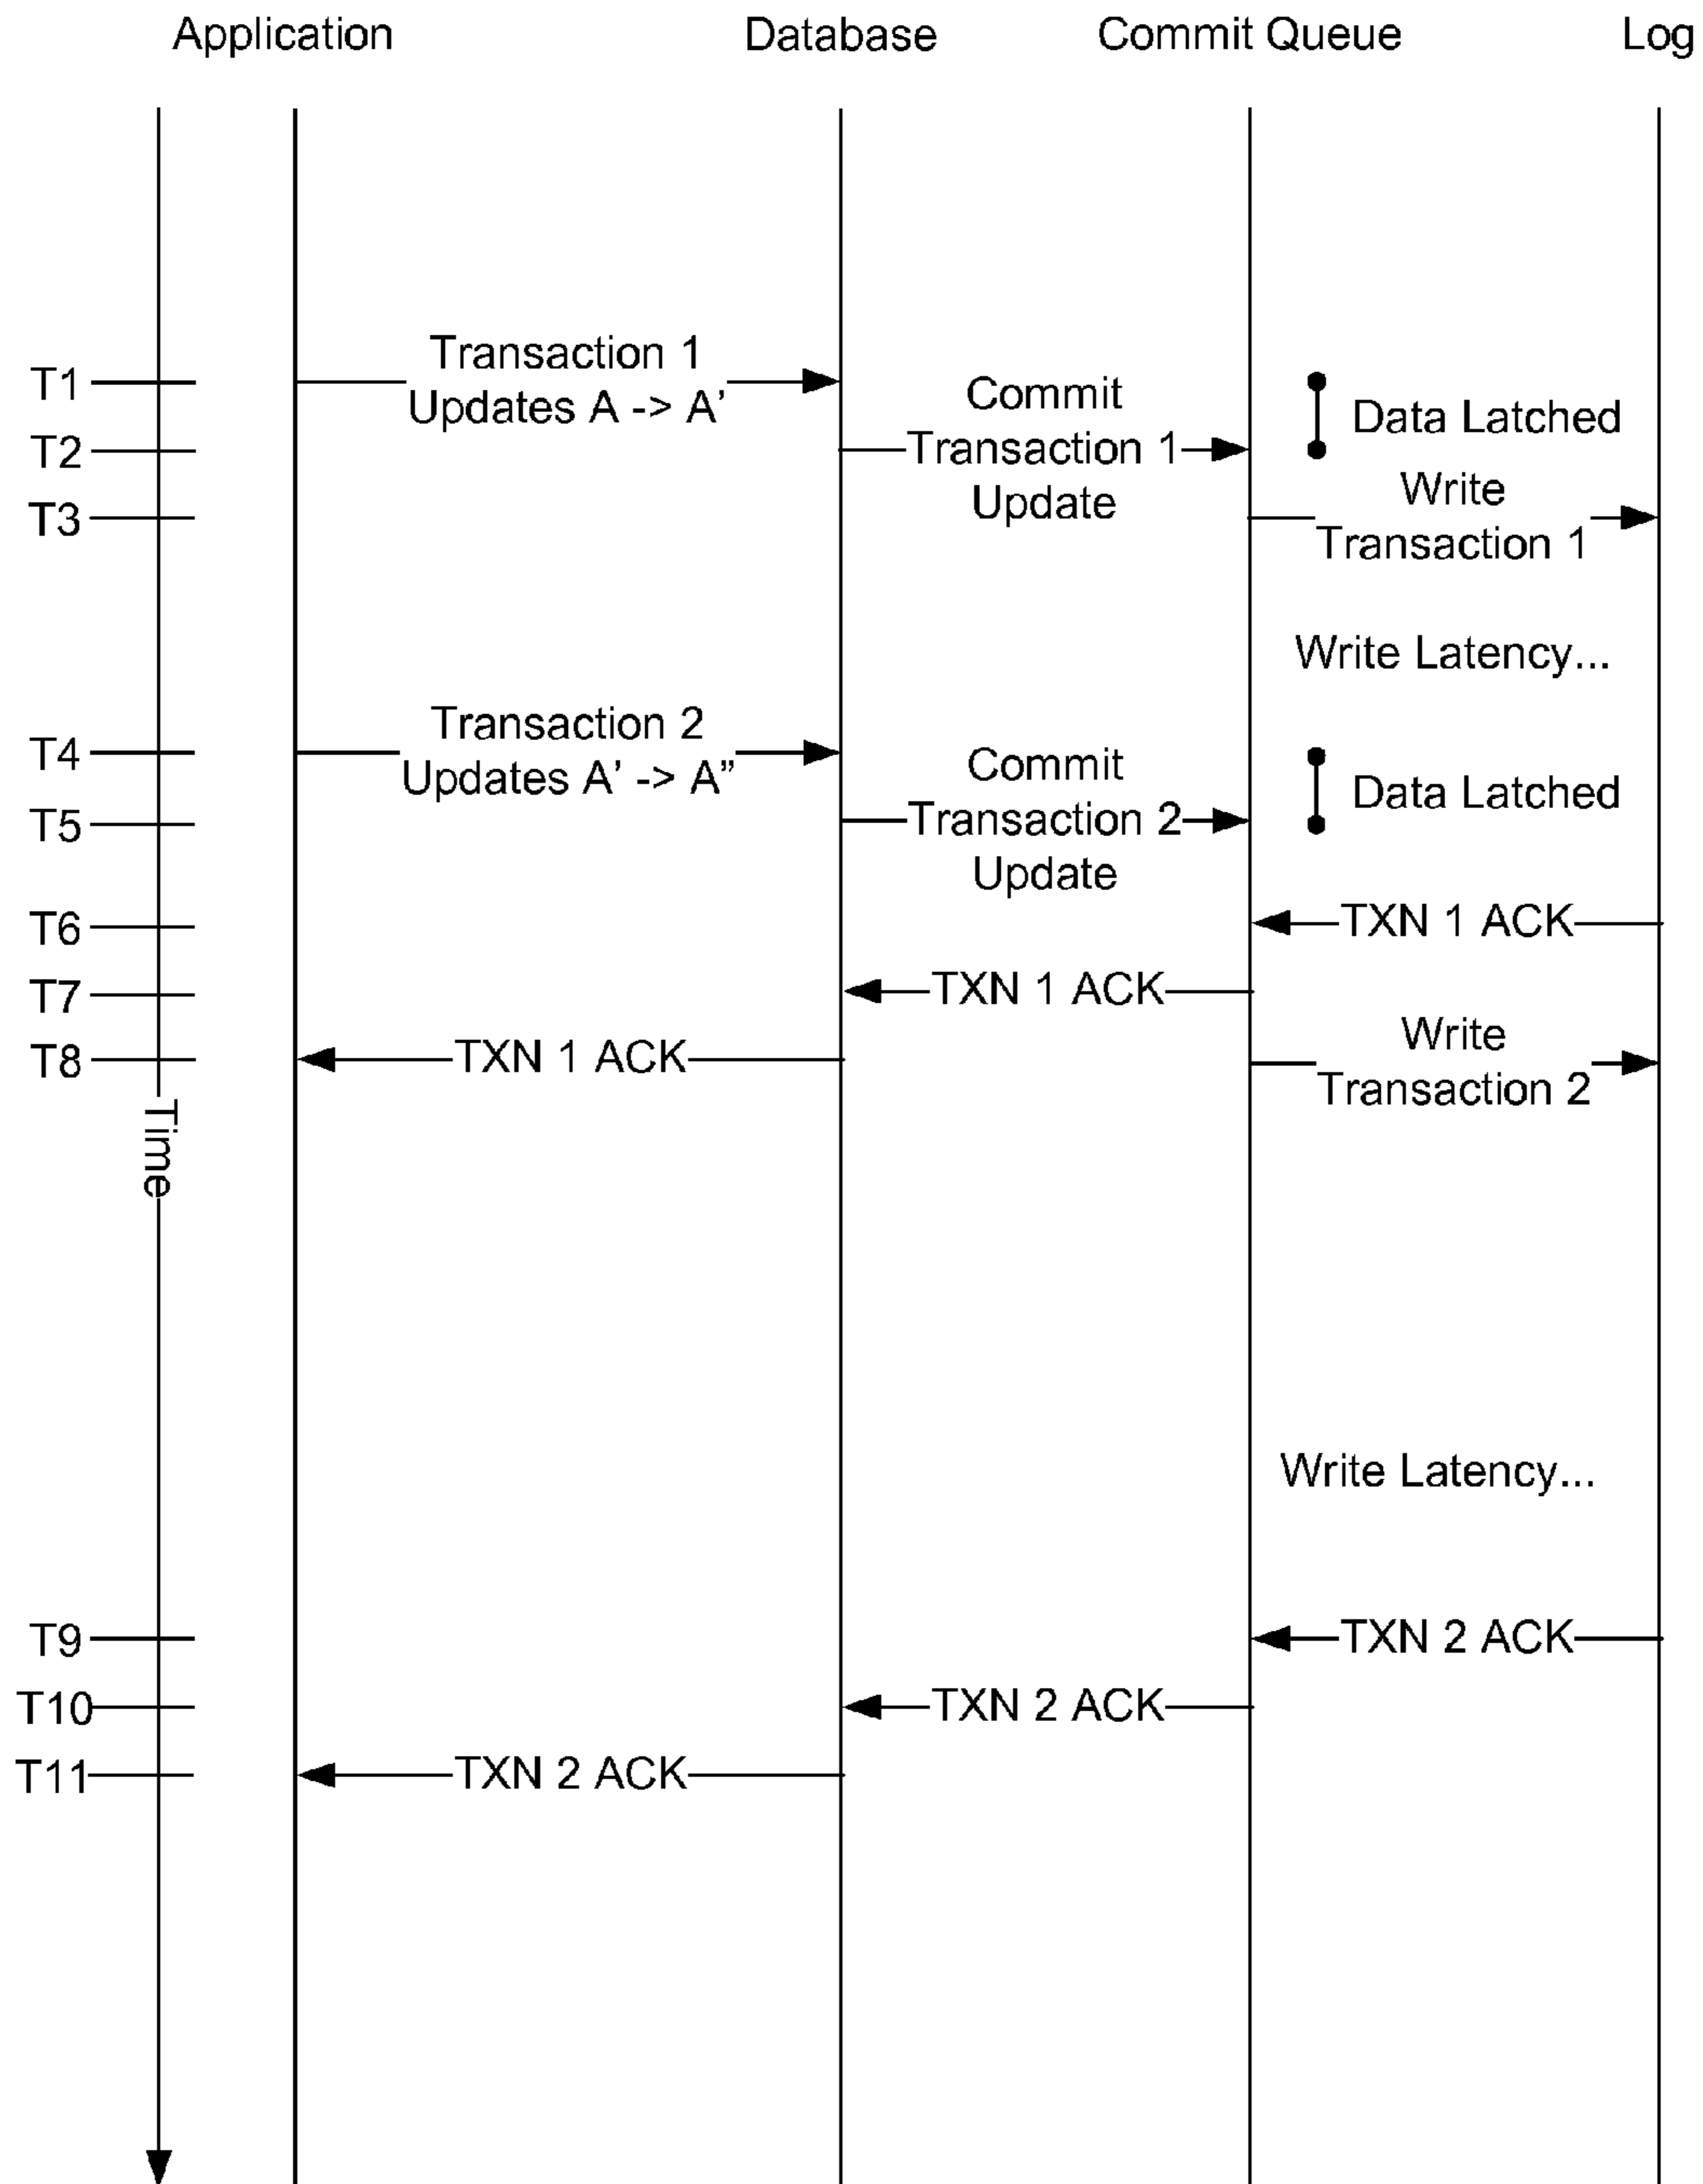 Application
Database
Commit Queue
Log
T1
Transaction 1
Updates A -> A’
Commit
Transaction 1
Update
Data Latched
T2
T3
Write
Transaction 1
Write Latency...
T4
Transaction 2
Updates A’ -> A”
Commit
Transaction 2
Update
Data Latched
T5
T6
TXN 1 ACK
T7
TXN 1 ACK
T8
TXN 1 ACK
Write
Transaction 2
Time
Write Latency...
T9
TXN 2 ACK
T10
TXN 2 ACK
T11
TXN 2 ACK